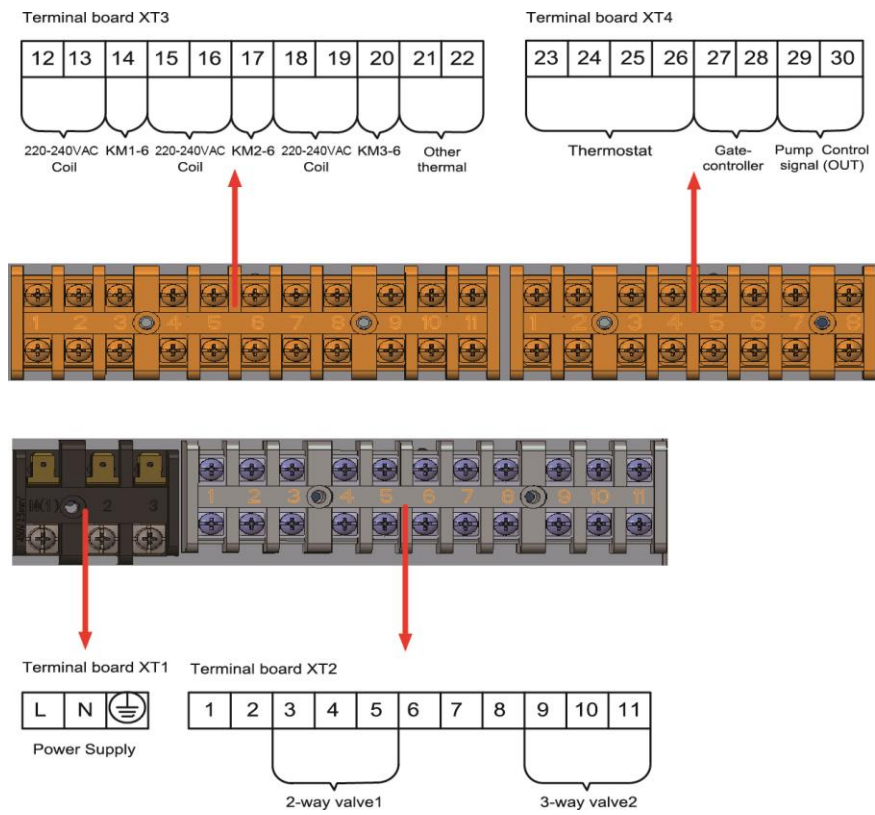 Terminal board XT3
12 13 14 15 16 17 18 19 20 21 22
220-240VAC Coil
KM1-6
220-240VAC Coil
KM2-6
220-240VAC Coil
KM3-6
Other thermal
Terminal board XT4
23 24 25 26 27 28 29 30
Thermostat
Gate-controller
Pump signal
Control (OUT)
1 2 3 4 5 6 7 8 9 10 11
1 2 3 4 5 6 7 8
N(1) 2 3
1 2 3 4 5 6 7 8 9 10 11
Terminal board XT1
L N
Power Supply
Terminal board XT2
1 2 3 4 5 6 7 8 9 10 11
2-way valve1
3-way valve2